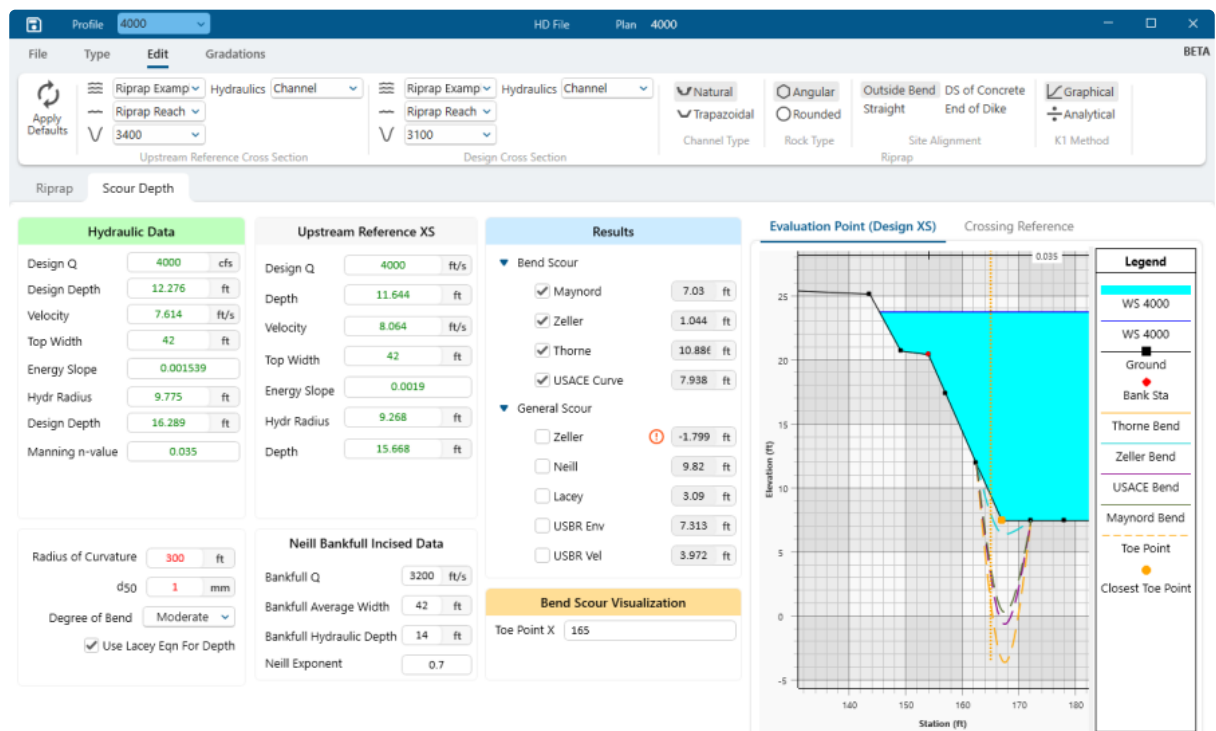 Profile 4000 HD File Plan 4000
File Type Edit Gradations BETA
Apply Defaults
Riprap Examp Hydraulics Channel
Riprap Reach
3400
Upstream Reference Cross Section
Riprap Examp Hydraulics Channel
Riprap Reach
3100
Design Cross Section
Natural
Trapazoidal
Channel Type
Angular
Rounded
Rock Type
Outside Bend DS of Concrete
Straight End of Dike
Site Alignment
Graphical
Analytical
K1 Method
Riprap
Riprap Scour Depth
Hydraulic Data
Design Q 4000 cfs
Design Depth 12.276 ft
Velocity 7.614 ft/s
Top Width 42 ft
Energy Slope 0.001539
Hydr Radius 9.775 ft
Design Depth 16.289 ft
Manning n-value 0.035
Radius of Curvature 300 ft
d50 1 mm
Degree of Bend Moderate
Use Lacey Eqn For Depth
Upstream Reference XS
Design Q 4000 ft/s
Depth 11.644 ft
Velocity 8.064 ft/s
Top Width 42 ft
Energy Slope 0.0019
Hydr Radius 9.268 ft
Depth 15.668 ft
Neill Bankfull Incised Data
Bankfull Q 3200 ft/s
Bankfull Average Width 42 ft
Bankfull Hydraulic Depth 14 ft
Neill Exponent 0.7
Results
Bend Scour
Maynord 7.03 ft
Zeller 1.044 ft
Thorne 10.886 ft
USACE Curve 7.938 ft
General Scour
Zeller -1.799 ft
Neill 9.82 ft
Lacey 3.09 ft
USBR Env 7.313 ft
USBR Vel 3.972 ft
Bend Scour Visualization
Toe Point X 165
Evaluation Point (Design XS) Crossing Reference
0.035
25
20
15
10
5
0
-5
Elevation (ft)
140 150 160 170 180
Station (ft)
Legend
WS 4000
WS 4000
Ground
Bank Sta
Thorne Bend
Zeller Bend
USACE Bend
Maynord Bend
Toe Point
Closest Toe Point